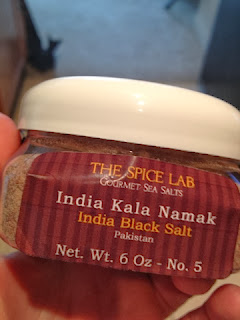 THE SPICE LAB
GOURMET SEA SALTS
India Kala Namak
India Black Salt
Pakistan
Net. Wt. 6 Oz - No. 5